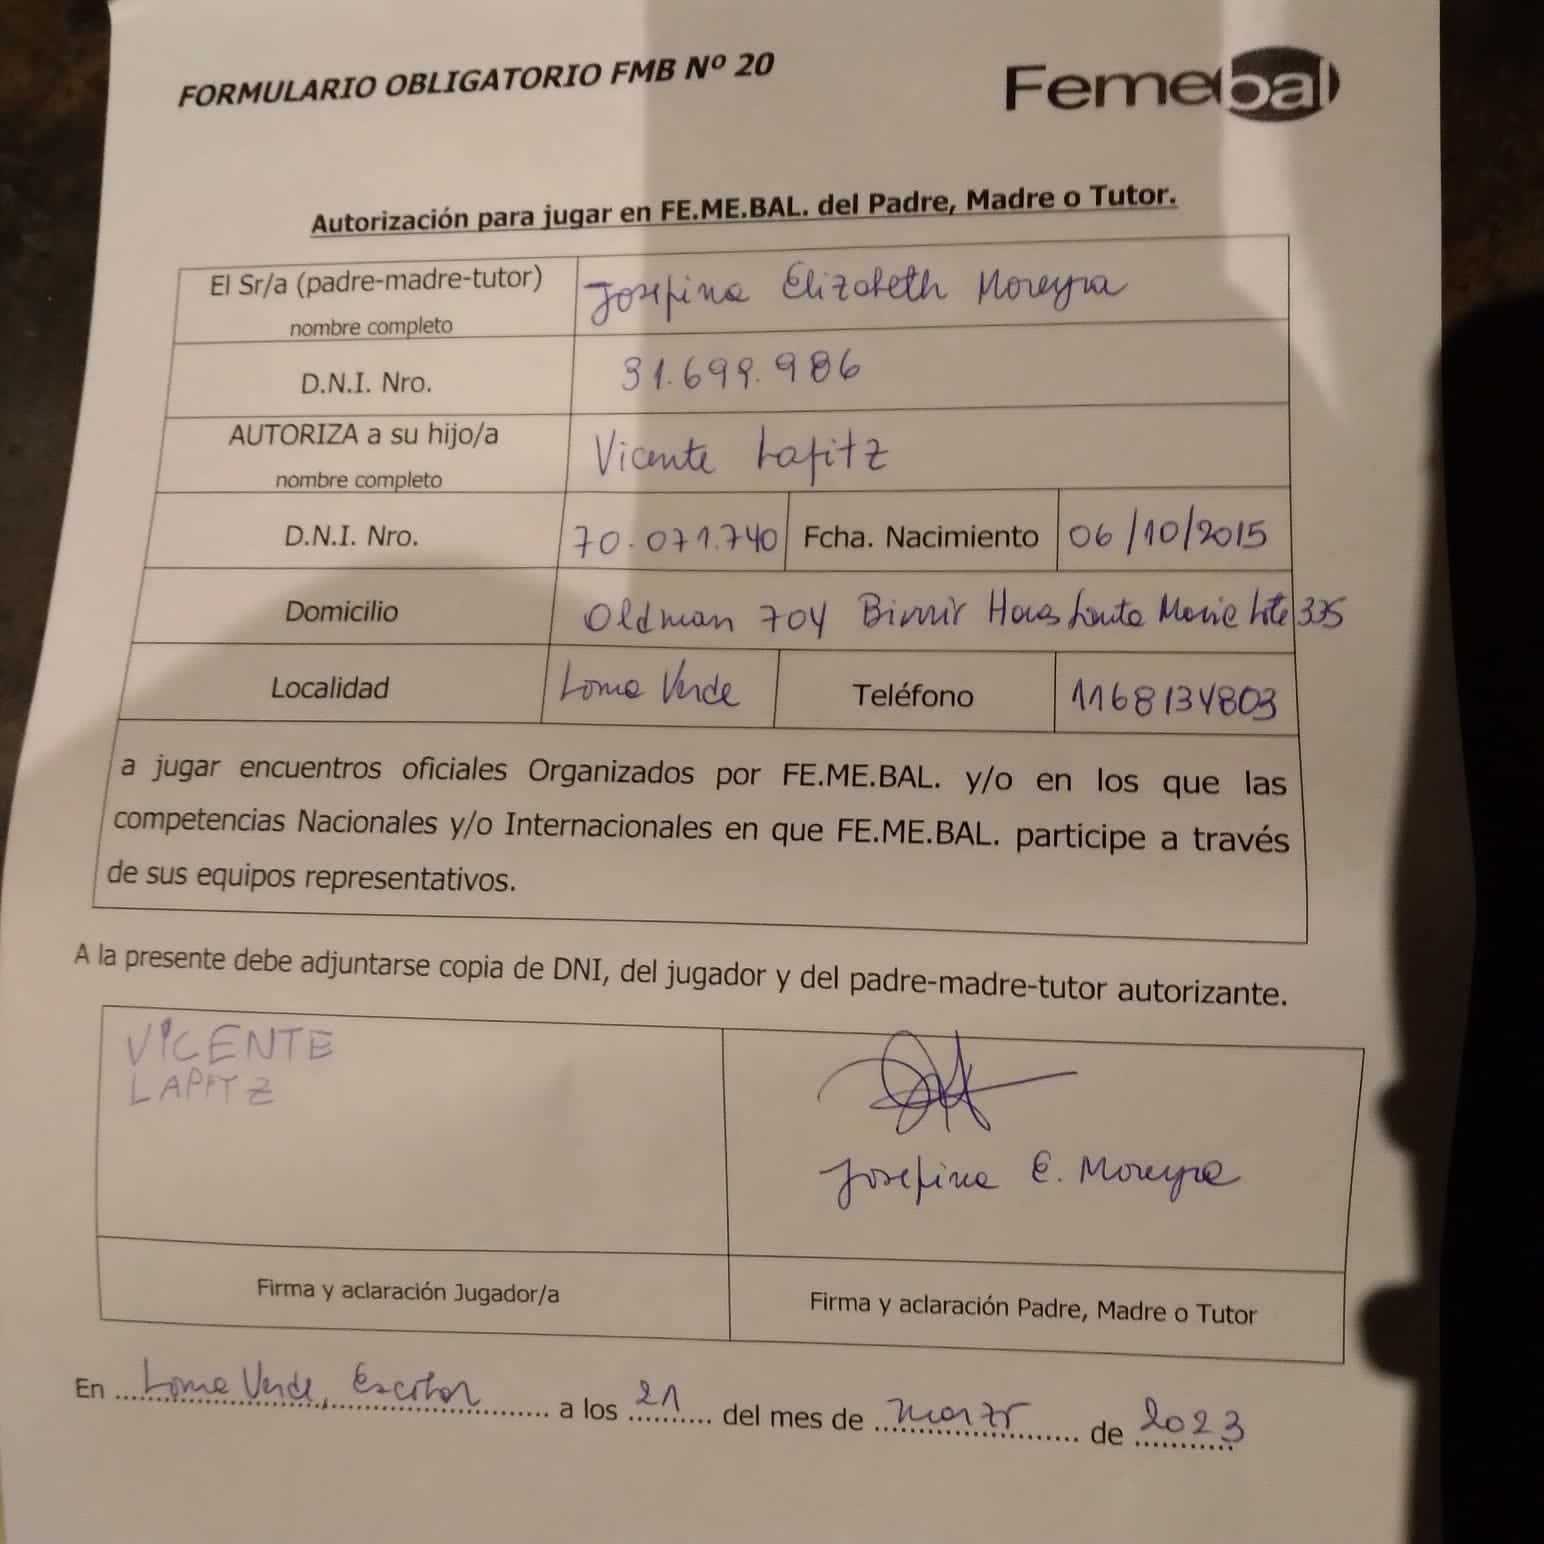 FORMULARIO OBLIGATORIO FMB Nº 20
Femebal
Autorización para jugar en FE.ME.BAL. del Padre, Madre o Tutor.
El Sr/a (padre-madre-tutor) Josefina Elizabeth Moreyra
nombre completo
D.N.I. Nro. 31.699.986
AUTORIZA a su hijo/a Vicente Lapitz
nombre completo
D.N.I. Nro. 70.071.740 Fcha. Nacimiento 06/10/2015
Domicilio Oldman 704 Santa Lote 335
Localidad Loma Verde Teléfono 1168134803
a jugar encuentros oficiales Organizados por FE.ME.BAL. y/o en los que las
competencias Nacionales y/o Internacionales en que FE.ME.BAL. participe a través
de sus equipos representativos.
A la presente debe adjuntarse copia de DNI, del jugador y del padre-madre-tutor autorizante.
VICENTE
LAPITZ
Josefina E. Moreyra
Firma y aclaración Jugador/a
Firma y aclaración Padre, Madre o Tutor
En Loma Verde, Escobar a los 21 del mes de marzo de 2023